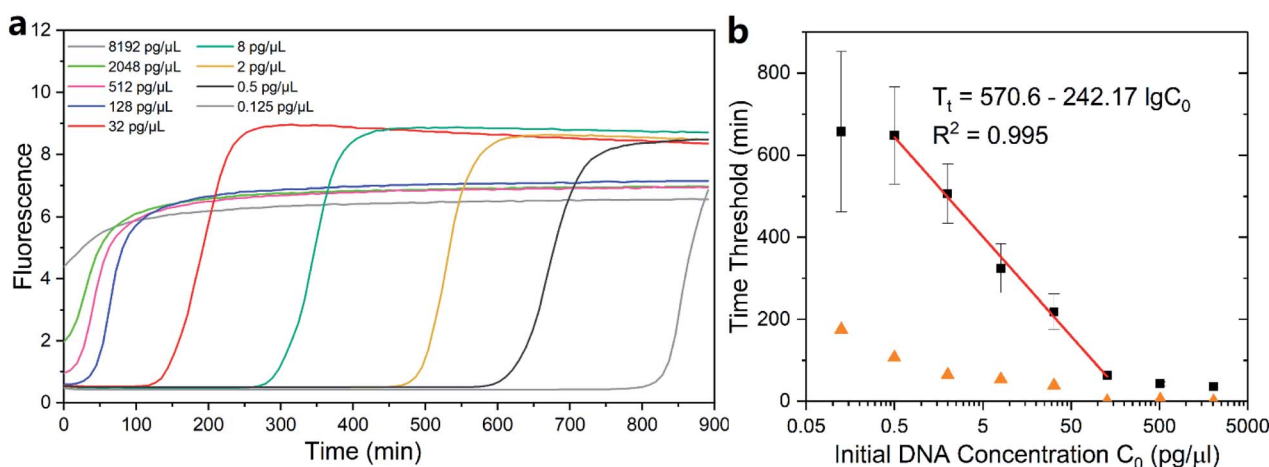 a
12
10
8
6
4
2
0
Fluorescence
8192 pg/µL
2048 pg/µL
512 pg/µL
128 pg/µL
32 pg/µL
8 pg/µL
2 pg/µL
0.5 pg/µL
0.125 pg/µL
0 100 200 300 400 500 600 700 800 900
Time (min)
b
800
600
400
200
0
Time Threshold (min)
Tt = 570.6 - 242.17 lgC0
R² = 0.995
0.05 0.5 5 50 500 5000
Initial DNA Concentration C0 (pg/µl)